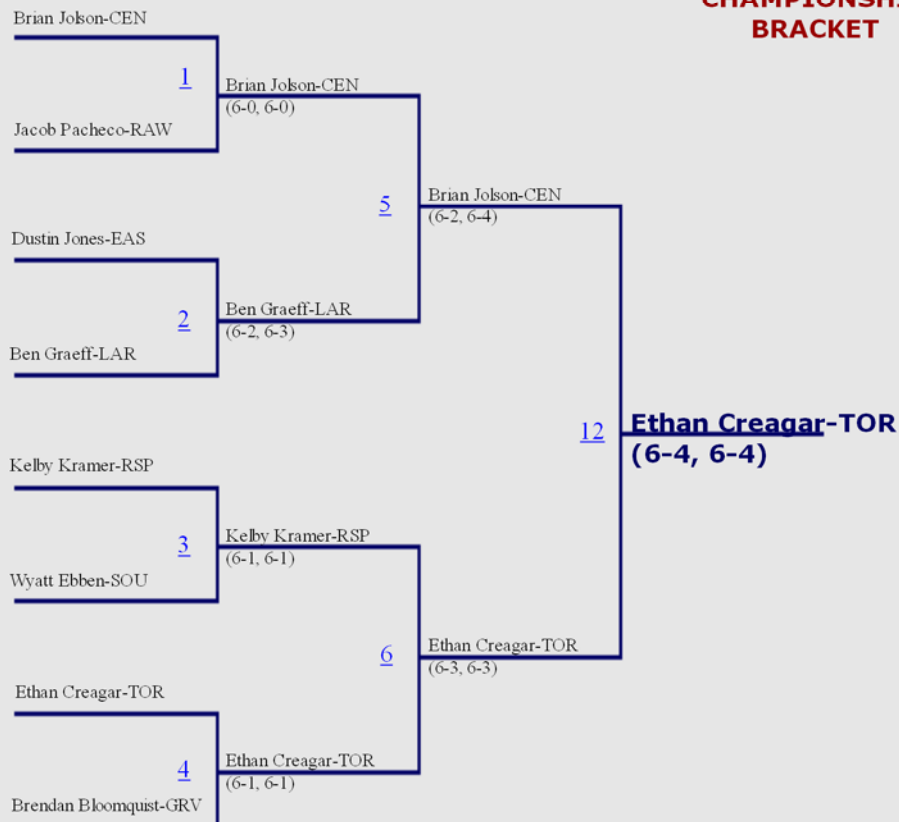 CHAMPIONSHI
BRACKET
Brian Jolson-CEN
1
Brian Jolson-CEN
(6-0, 6-0)
Jacob Pacheco-RAW
5
Brian Jolson-CEN
(6-2, 6-4)
Dustin Jones-EAS
2
Ben Graeff-LAR
(6-2, 6-3)
Ben Graeff-LAR
12
Ethan Creagar-TOR
(6-4, 6-4)
Kelby Kramer-RSP
3
Kelby Kramer-RSP
(6-1, 6-1)
Wyatt Ebben-SOU
6
Ethan Creagar-TOR
(6-3, 6-3)
Ethan Creagar-TOR
4
Ethan Creagar-TOR
(6-1, 6-1)
Brendan Bloomquist-GRV